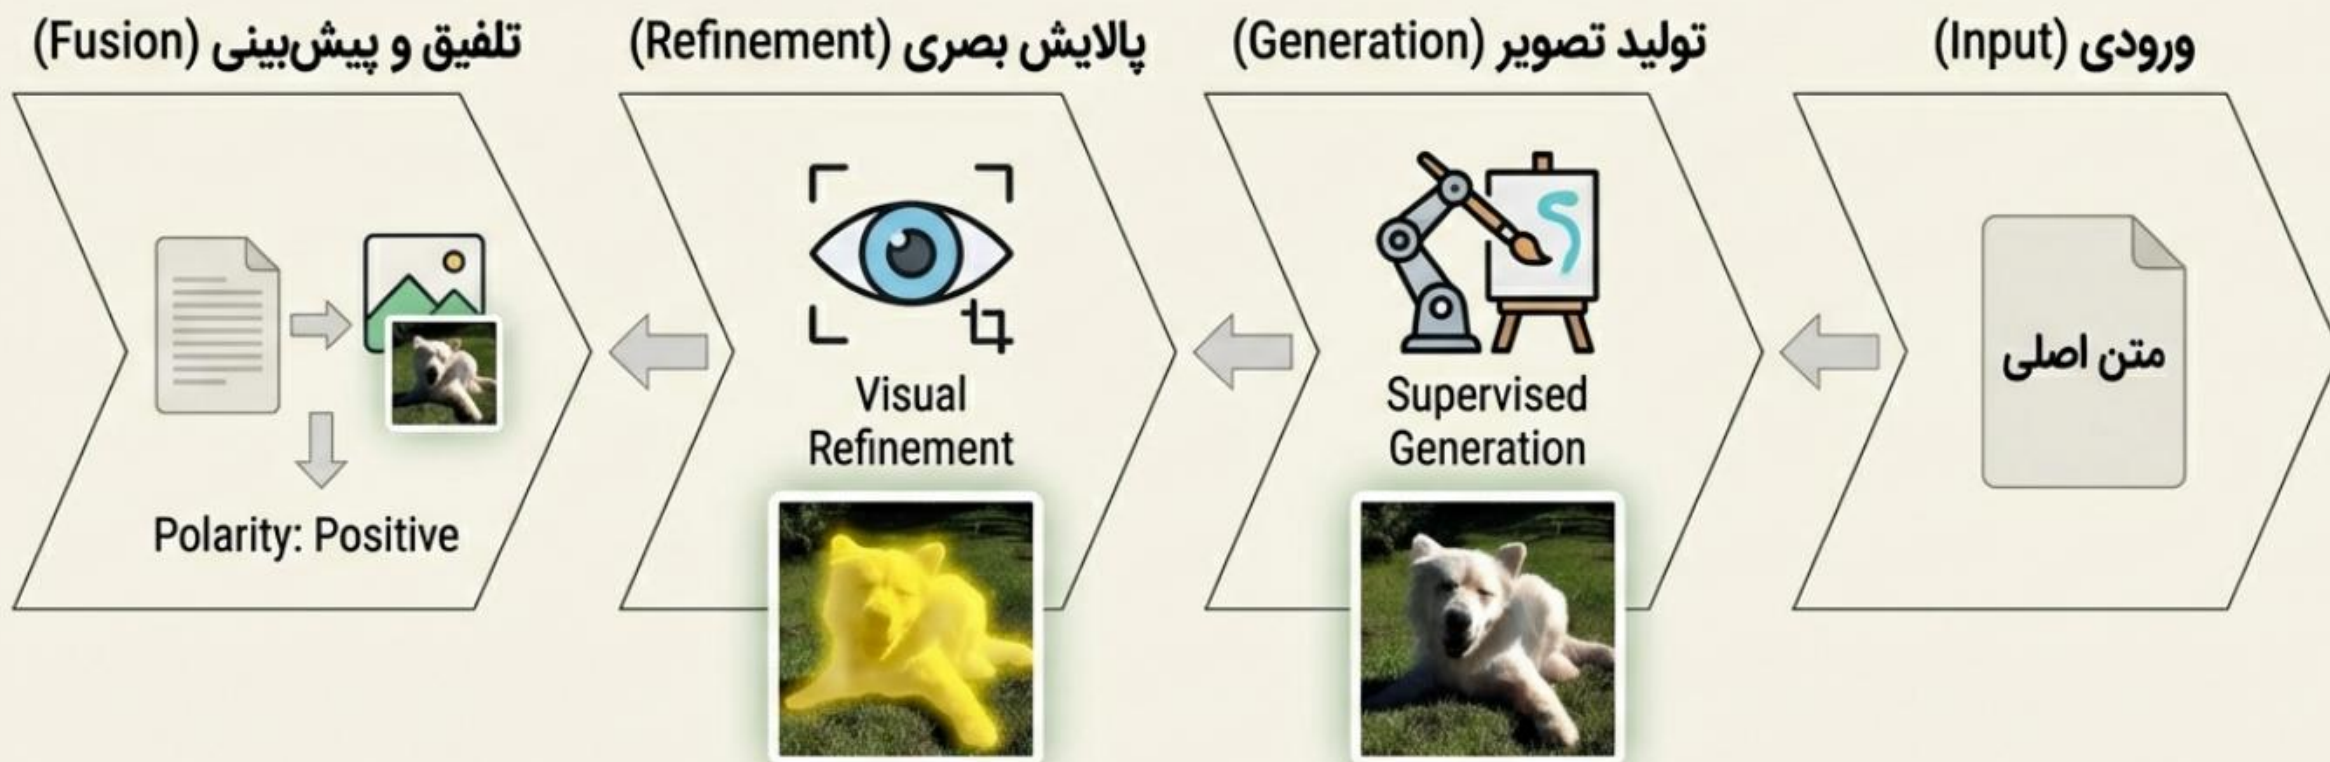 ورودی (Input)
متن اصلی
تولید تصویر (Generation)
Supervised
Generation
پالایش بصری (Refinement)
Visual
Refinement
تلفیق و پیش‌بینی (Fusion)
Polarity: Positive